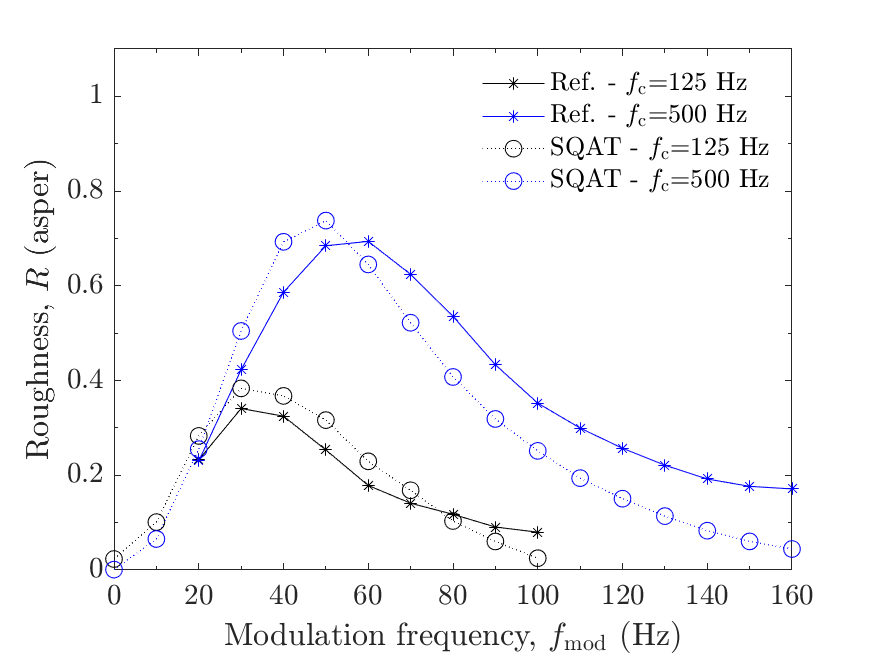 Ref. - fc=125 Hz
Ref. - fc=500 Hz
SQAT - fc=125 Hz
SQAT - fc=500 Hz
Roughness, R (asper)
1
0.8
0.6
0.4
0.2
0
0 20 40 60 80 100 120 140 160
Modulation frequency, fmod (Hz)